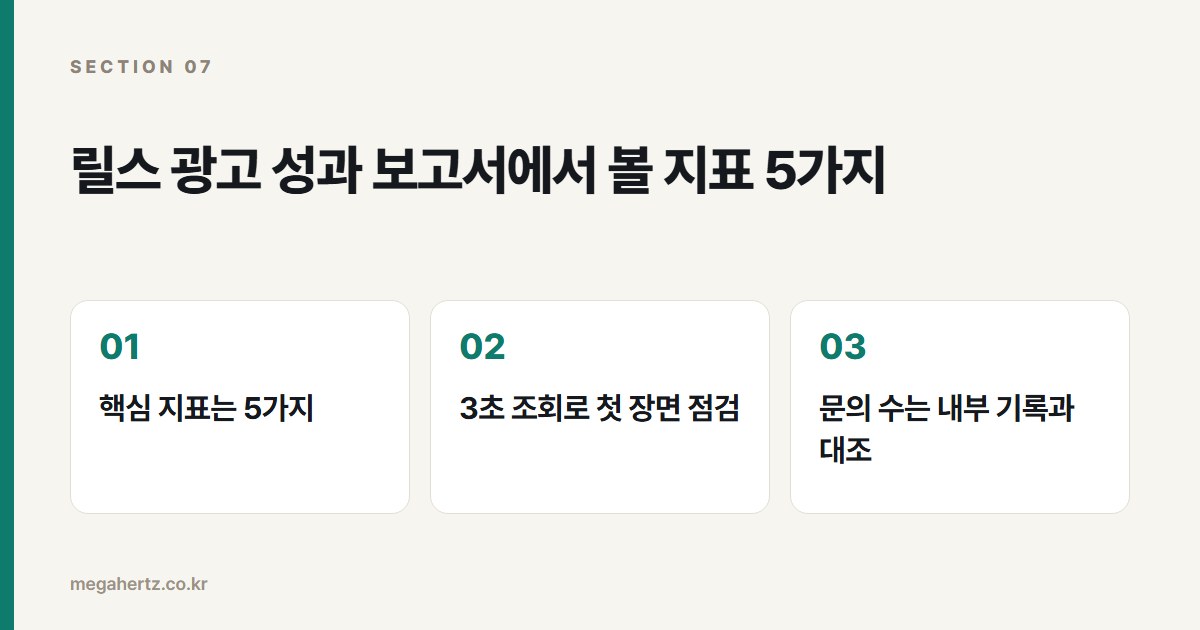 SECTION 07
릴스 광고 성과 보고서에서 볼 지표 5가지
01
핵심 지표는 5가지
02
3초 조회로 첫 장면 점검
03
문의 수는 내부 기록과
대조
megahertz.co.kr